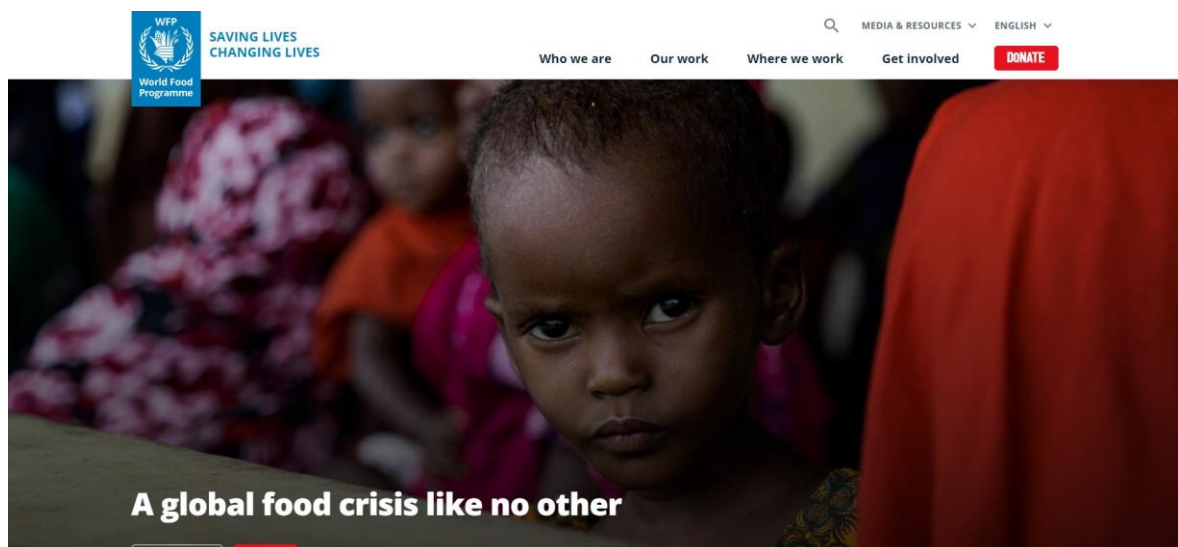 WFP
World Food
Programme
SAVING LIVES
CHANGING LIVES
MEDIA & RESOURCES
ENGLISH
Who we are
Our work
Where we work
Get involved
DONATE
A global food crisis like no other